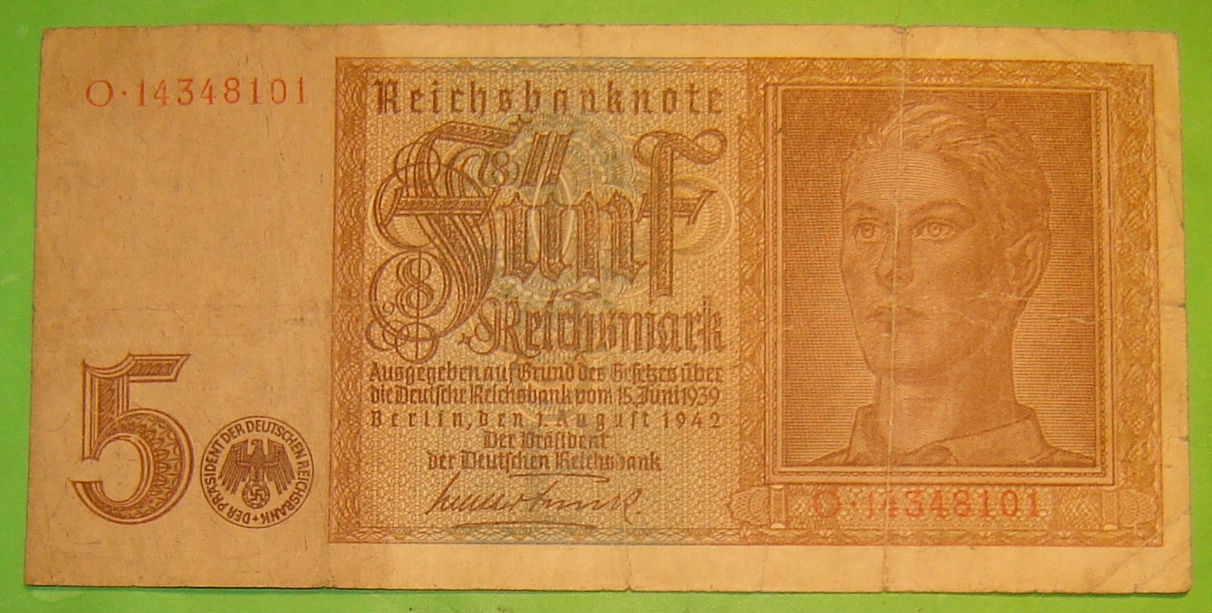 O·14348101
Reichsbanknote
Fünf
Reichsmark
Ausgegeben auf Grund des Gesetzes über
die Deutsche Reichsbank vom 15. Juni 1939
Berlin, den 1. August 1942
Der Präsident
der Deutschen Reichsbank
5
DER PRÆSIDENT DER DEUTSCHEN REICHSBANK
O·14348101